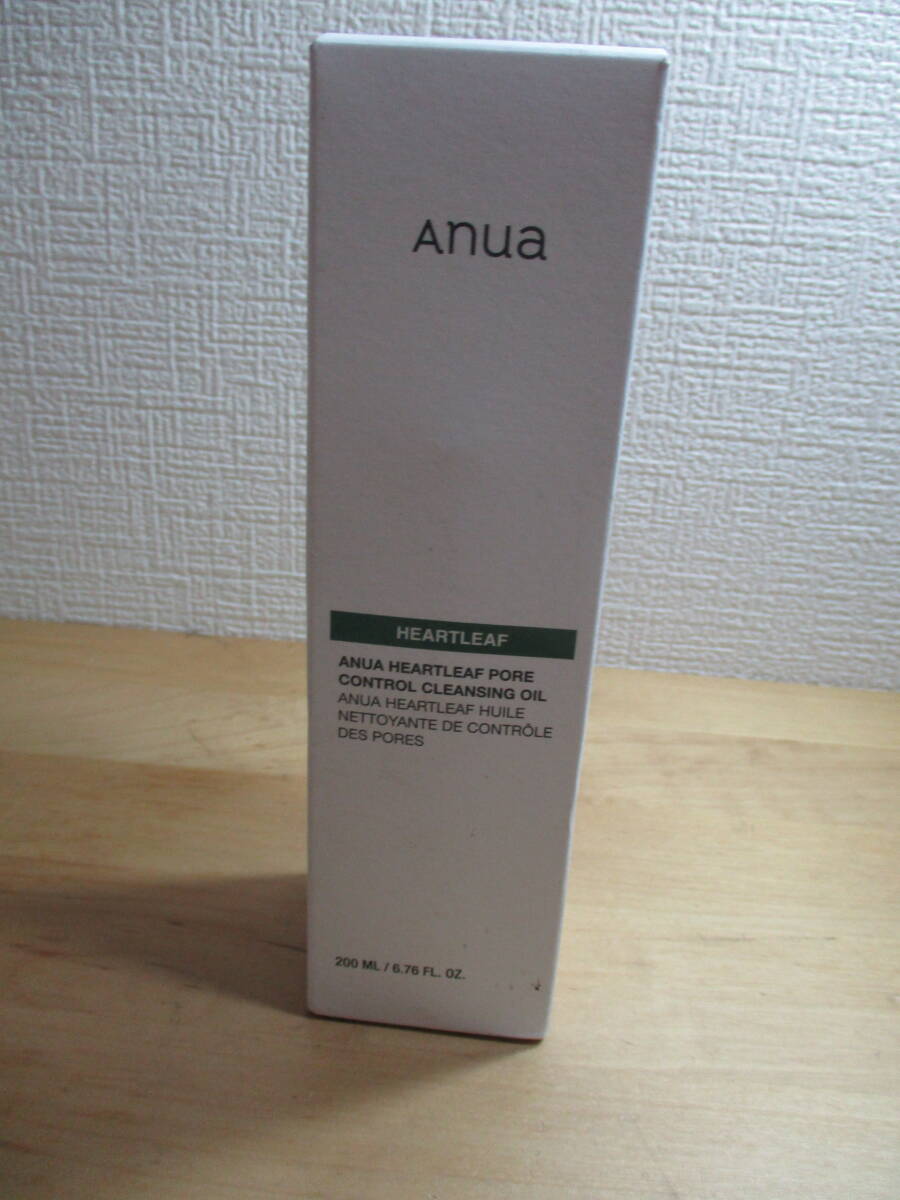 Anua
HEARTLEAF
ANUA HEARTLEAF PORE
CONTROL CLEANSING OIL
ANUA HEARTLEAF HUILE
NETTOYANTE DE CONTRÔLE
DES PORES
200 ML / 6.76 FL. OZ.